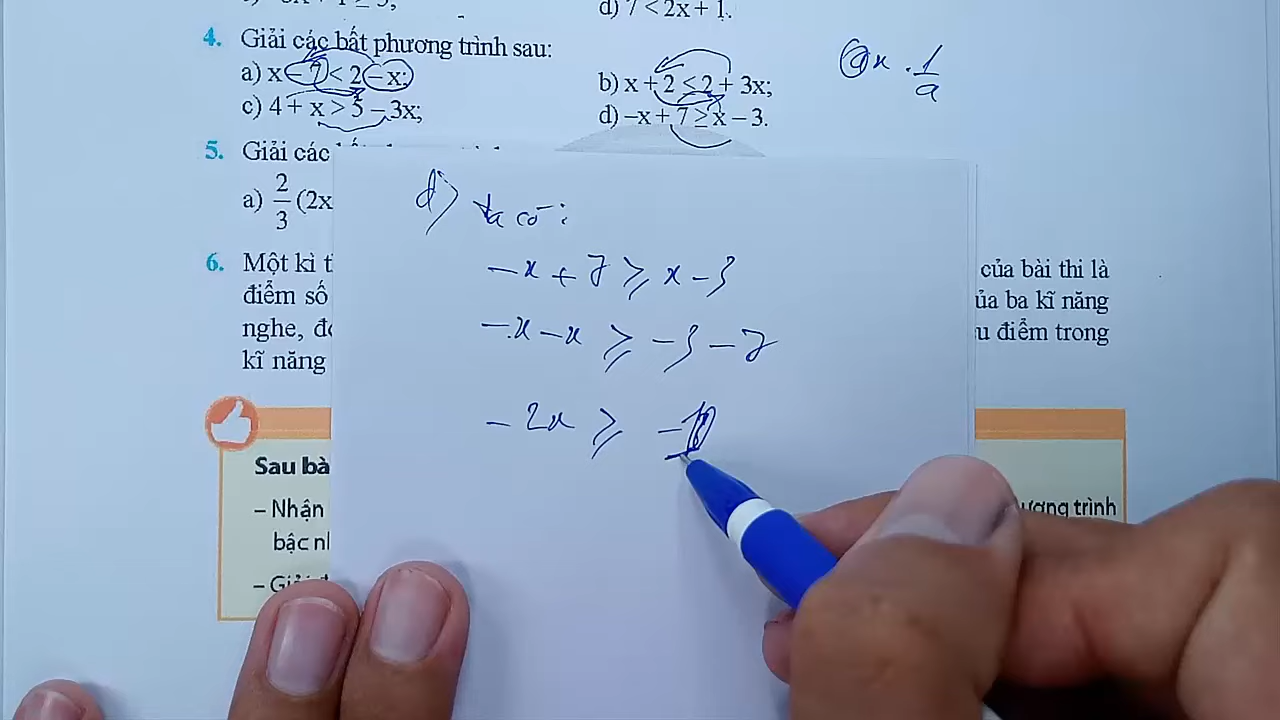 d) 7 < 2x + 1.
4. Giải các bất phương trình sau:
a) x – 7 < 2 – x;
b) x + 2 ≤ 2 + 3x;
c) 4 + x > 5 – 3x;
d) –x + 7 ≥ x – 3.
ax . 1/a
5. Giải các
a) 2/3 (2x
6. Một kì
của bài thi là
điểm số
ủa ba kĩ năng
nghe,
u điểm trong
kĩ năng
d) ta có:
-x + 7 ≥ x - 3
-x - x ≥ -3 - 7
-2x ≥ -10
Sau bà
– Nhận
ương trình
bậc nl
– Giải